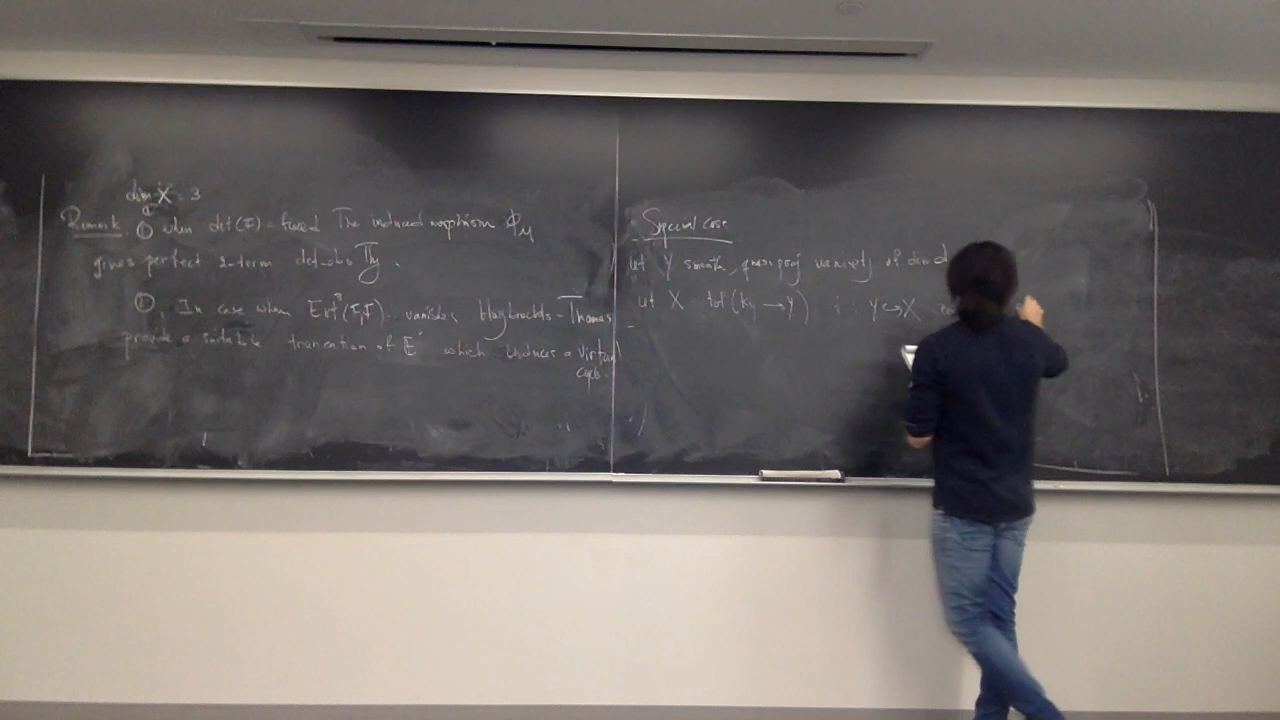 dim X = 3
Remark ① when det(I) = fixed The induced morphism Φ_M
gives perfect 2-term def-obs Thy.
②. In case when Ext³(I,I) vanishes Huybrechts-Thomas
provide a suitable truncation of E which induces a virtual
cycle.
Special case
let Y smooth, quasi proj variety of dim d
let X tot(K_Y → Y) i : Y ↪ X